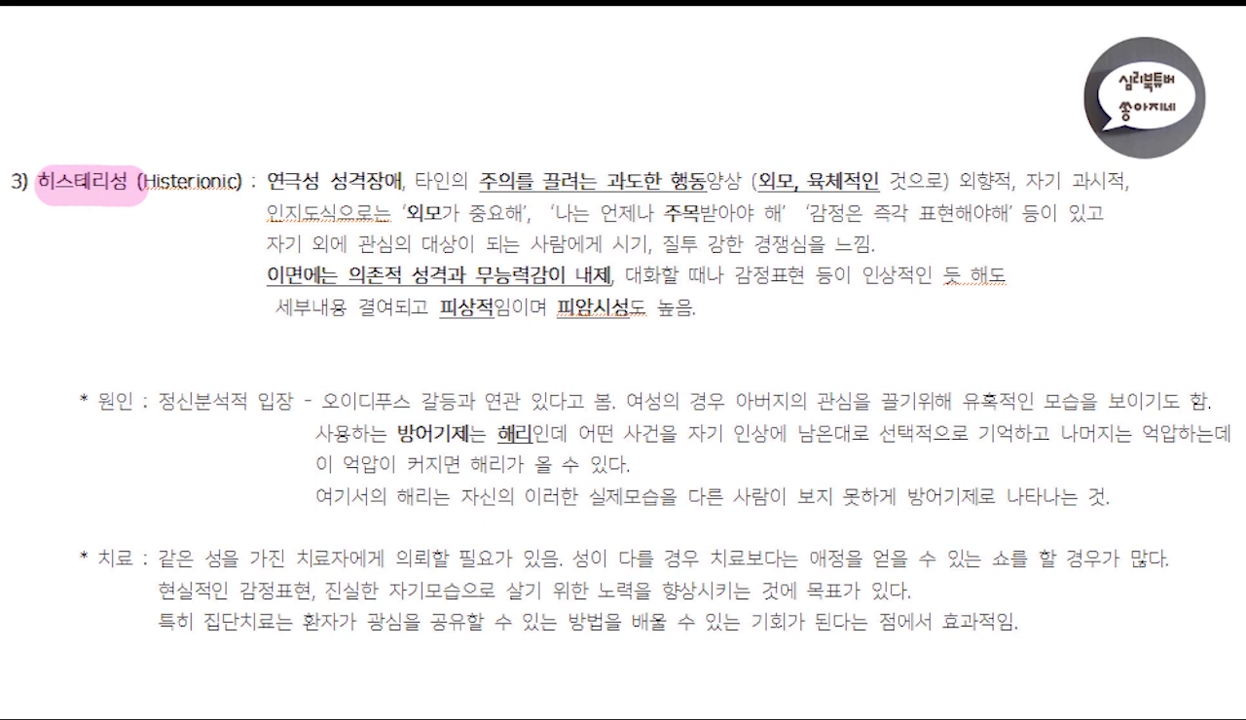 심리북튜버
쏭아지네
3) 히스테리성 (Histerionic) : 연극성 성격장애, 타인의 주의를 끌려는 과도한 행동양상 (외모, 육체적인 것으로) 외향적, 자기 과시적,
인지도식으로는 ‘외모가 중요해’, ‘나는 언제나 주목받아야 해’ ‘감정은 즉각 표현해야해’ 등이 있고
자기 외에 관심의 대상이 되는 사람에게 시기, 질투 강한 경쟁심을 느낌.
이면에는 의존적 성격과 무능력감이 내제, 대화할 때나 감정표현 등이 인상적인 듯 해도
세부내용 결여되고 피상적임이며 피암시성도 높음.
* 원인 : 정신분석적 입장 - 오이디푸스 갈등과 연관 있다고 봄. 여성의 경우 아버지의 관심을 끌기위해 유혹적인 모습을 보이기도 함.
사용하는 방어기제는 해리인데 어떤 사건을 자기 인상에 남은대로 선택적으로 기억하고 나머지는 억압하는데
이 억압이 커지면 해리가 올 수 있다.
여기서의 해리는 자신의 이러한 실제모습을 다른 사람이 보지 못하게 방어기제로 나타나는 것.
* 치료 : 같은 성을 가진 치료자에게 의뢰할 필요가 있음. 성이 다를 경우 치료보다는 애정을 얻을 수 있는 쇼를 할 경우가 많다.
현실적인 감정표현, 진실한 자기모습으로 살기 위한 노력을 향상시키는 것에 목표가 있다.
특히 집단치료는 환자가 광심을 공유할 수 있는 방법을 배울 수 있는 기회가 된다는 점에서 효과적임.